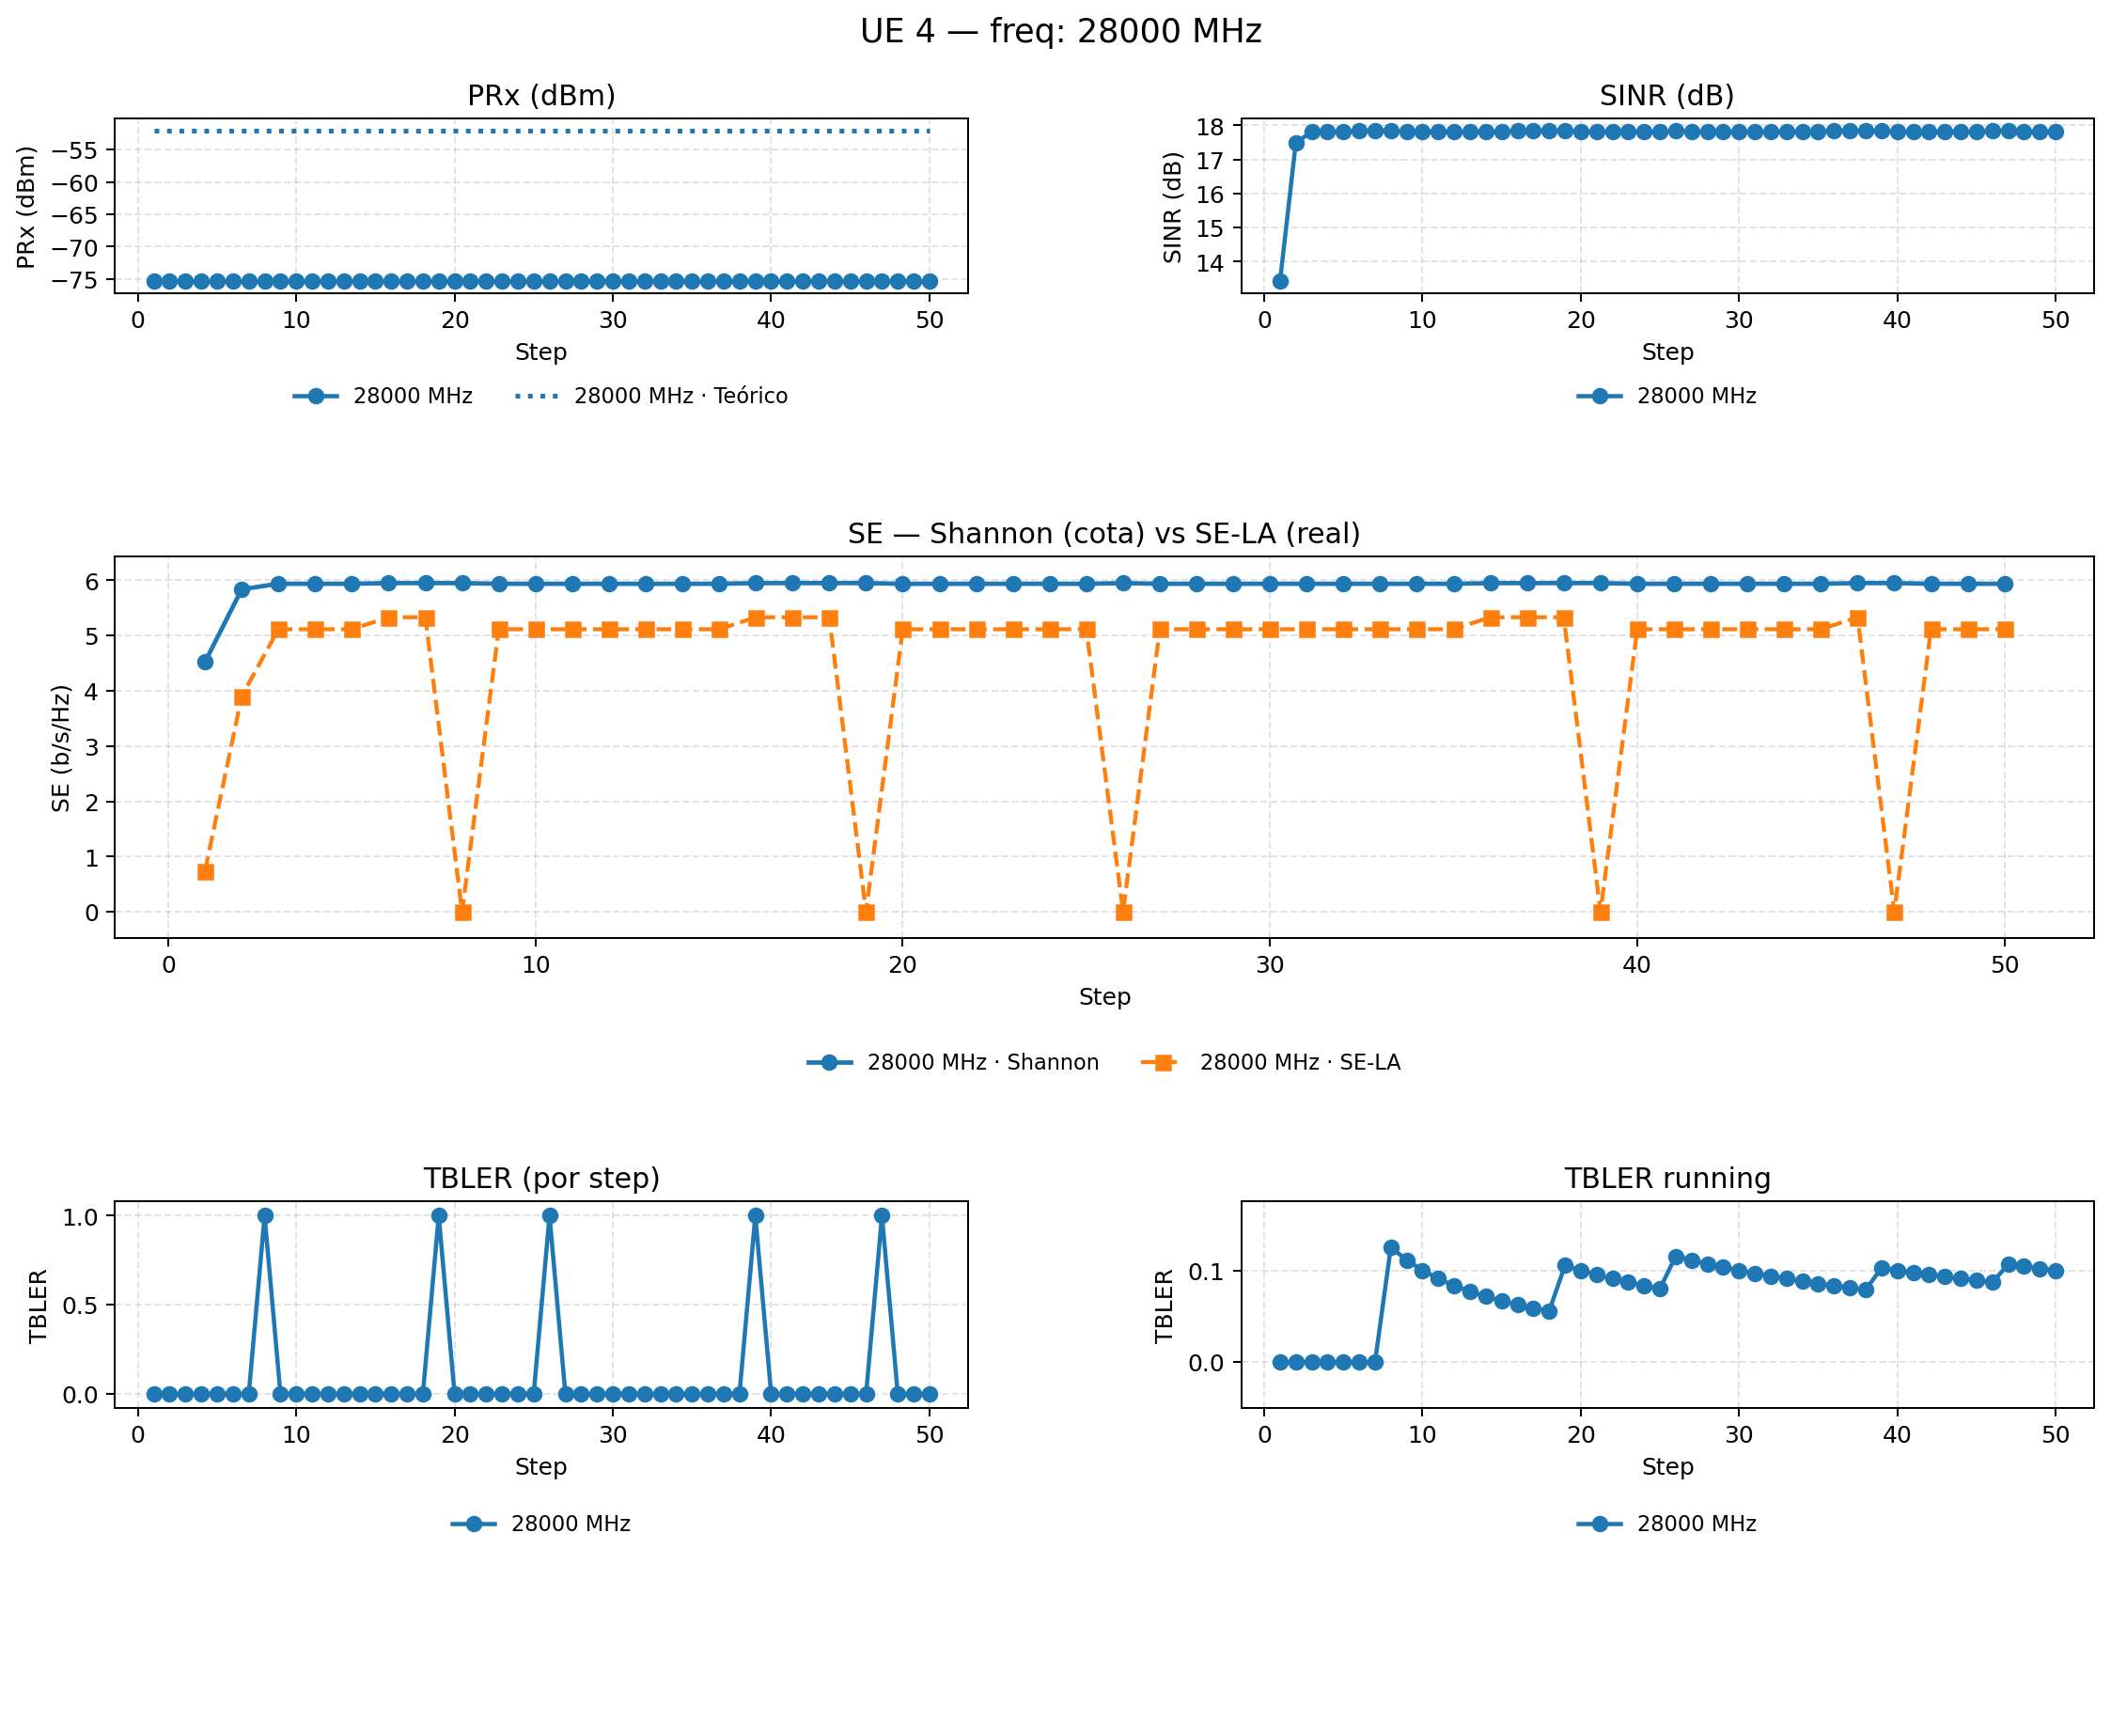 UE 4 — freq: 28000 MHz
PRx (dBm)
PRx (dBm)
−55
−60
−65
−70
−75
0 10 20 30 40 50
Step
28000 MHz 28000 MHz · Teórico
SINR (dB)
SINR (dB)
18
17
16
15
14
0 10 20 30 40 50
Step
28000 MHz
SE — Shannon (cota) vs SE-LA (real)
SE (b/s/Hz)
6
5
4
3
2
1
0
0 10 20 30 40 50
Step
28000 MHz · Shannon 28000 MHz · SE-LA
TBLER (por step)
TBLER
1.0
0.5
0.0
0 10 20 30 40 50
Step
28000 MHz
TBLER running
TBLER
0.1
0.0
0 10 20 30 40 50
Step
28000 MHz